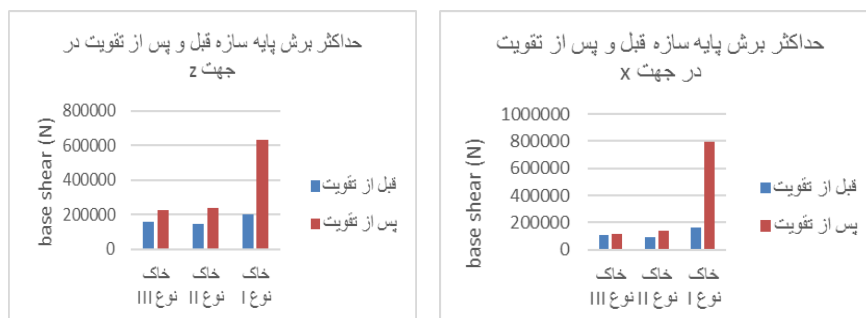 حداکثر برش پایه سازه قبل و پس از تقویت در
جهت z
800000
600000
400000
200000
0
base shear (N)
خاک
نوع III
خاک
نوع II
خاک
نوع I
قبل از تقویت
پس از تقویت
حداکثر برش پایه سازه قبل و پس از تقویت
در جهت x
1000000
800000
600000
400000
200000
0
base shear (N)
خاک
نوع III
خاک
نوع II
خاک
نوع I
قبل از تقویت
پس از تقویت